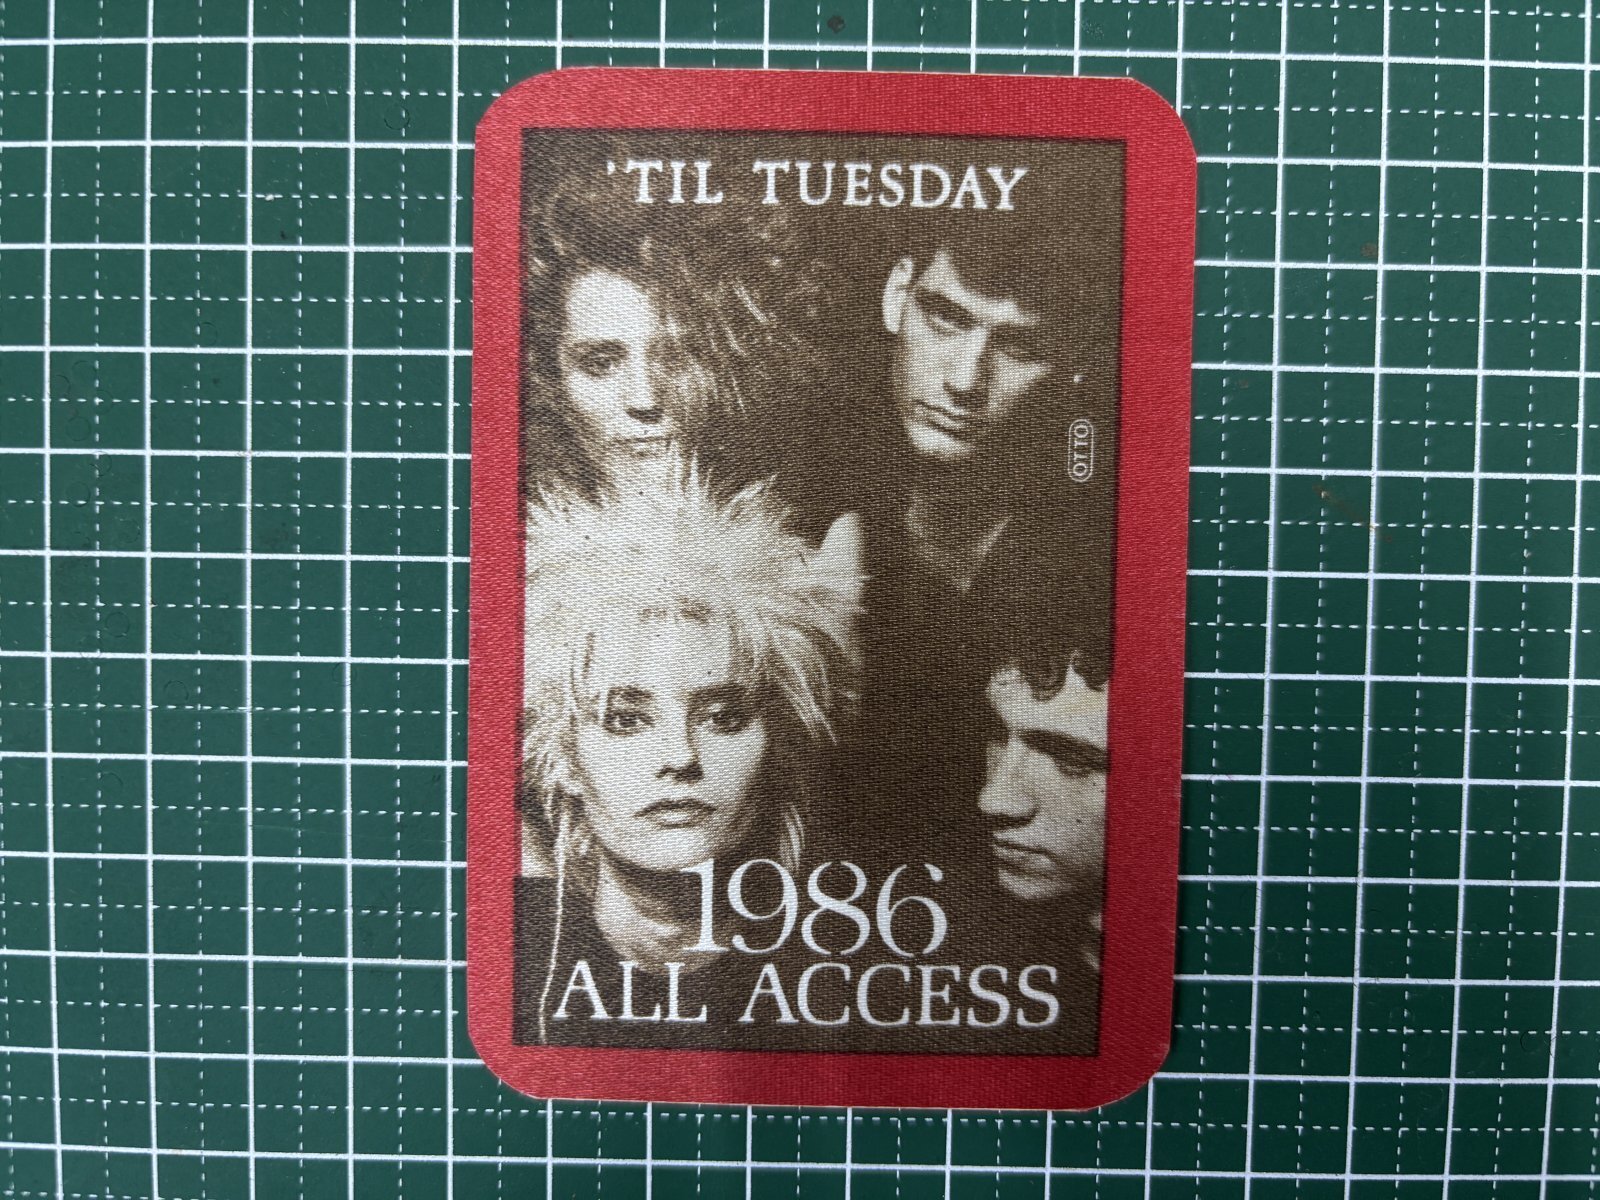 'TIL TUESDAY
OTTO
1986
ALL ACCESS